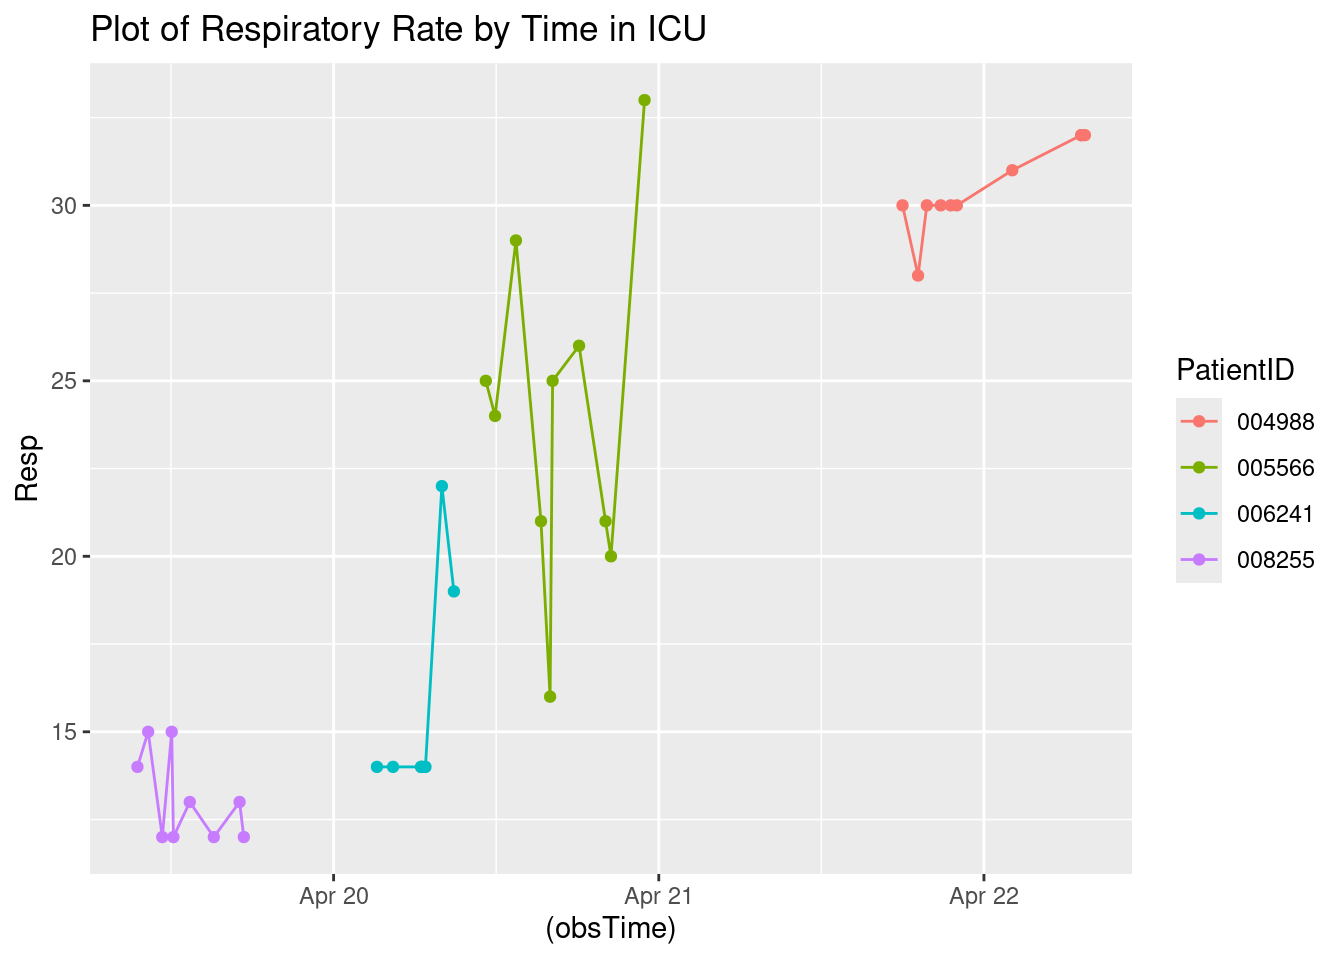 Plot of Respiratory Rate by Time in ICU
Resp
30
25
20
15
Apr 20
Apr 21
Apr 22
(obsTime)
PatientID
004988
005566
006241
008255